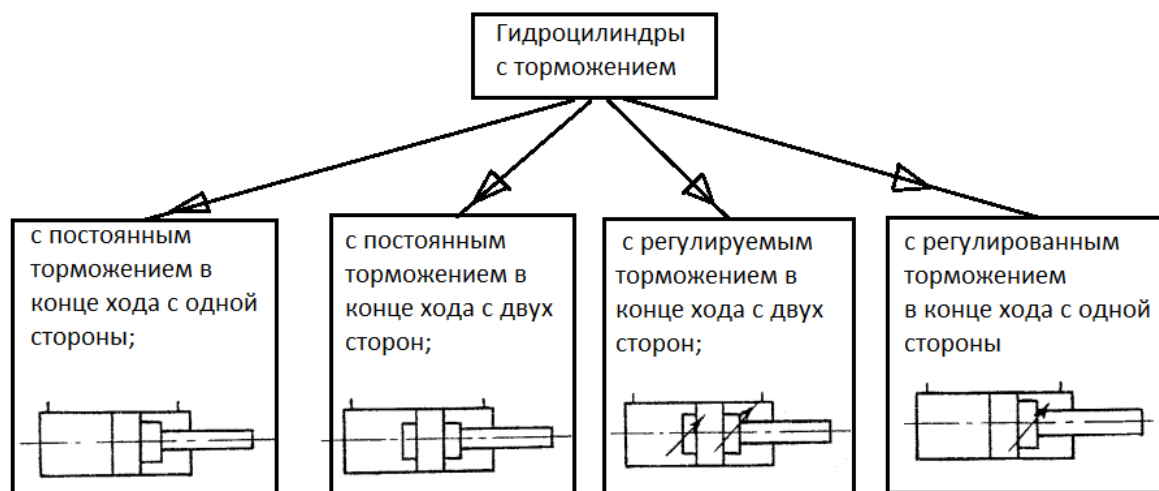 Гидроцилиндры
с торможением
с постоянным
торможением в
конце хода с одной
стороны;
с постоянным
торможением в
конце хода с двух
сторон;
с регулируемым
торможением в
конце хода с двух
сторон;
с регулированным
торможением
в конце хода с одной
стороны